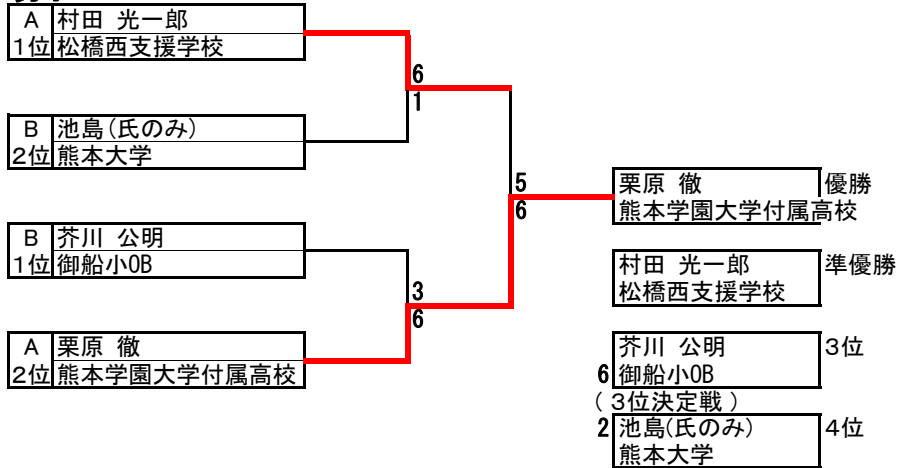 A 村田 光一郎
1位 松橋西支援学校
6
1
B 池島(氏のみ)
2位 熊本大学
5
6
栗原 徹 優勝
熊本学園大学付属高校
B 芥川 公明
1位 御船小OB
村田 光一郎 準優勝
松橋西支援学校
3
6
A 栗原 徹
2位 熊本学園大学付属高校
芥川 公明 3位
6 御船小OB
( 3位決定戦 )
2 池島(氏のみ) 4位
熊本大学